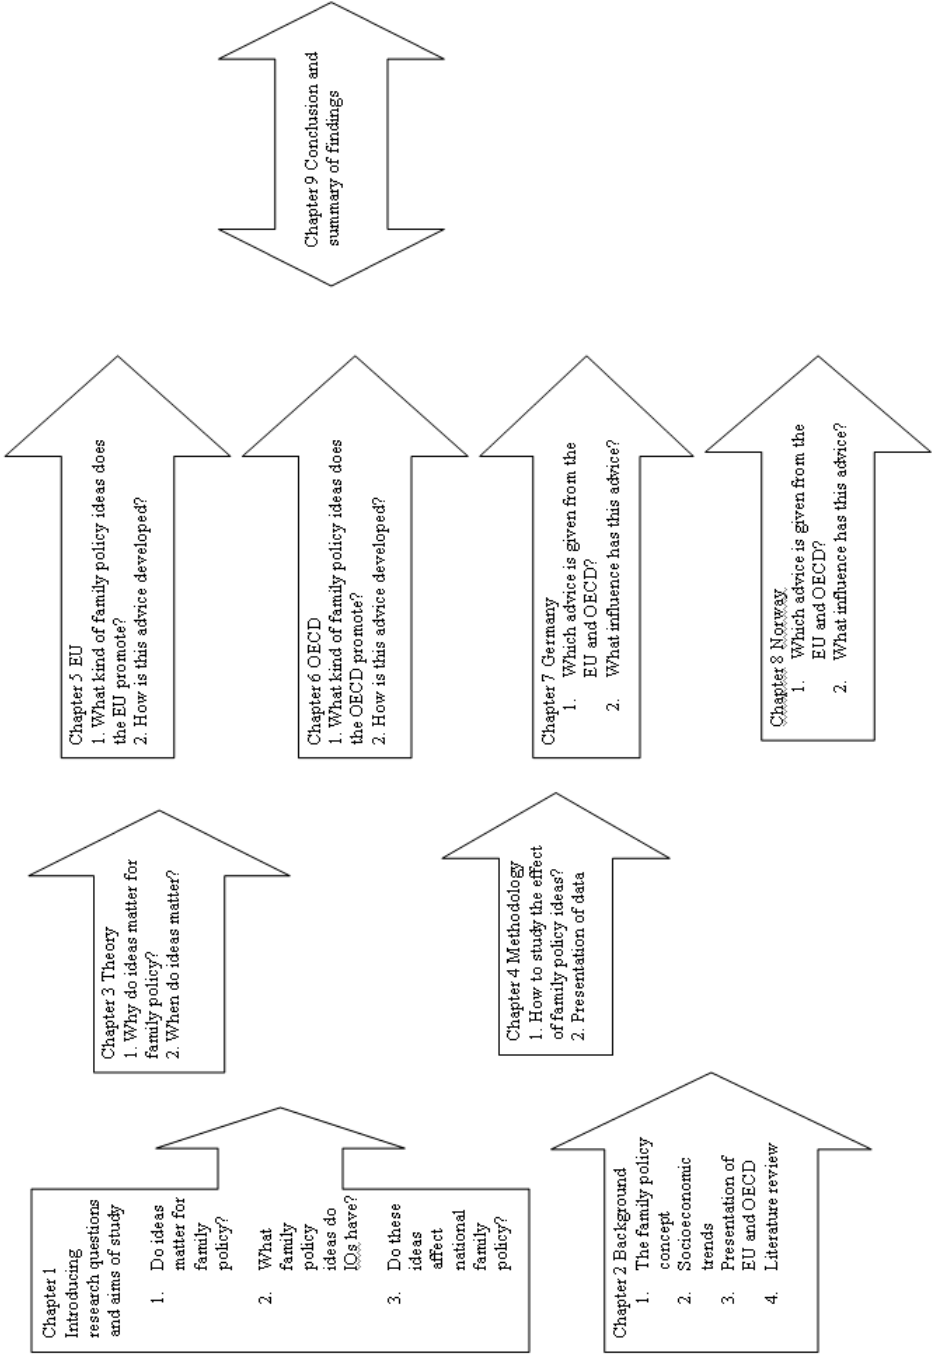 Chapter 1
Introducing
research questions
and aims of study
1. Do ideas
matter for
family
policy?
2. What
family
policy
ideas do
IOs have?
3. Do these
ideas
affect
national
family
policy?
Chapter 2 Background
1. The family policy
concept
2. Socioeconomic
trends
3. Presentation of
EU and OECD
4. Literature review
Chapter 3 Theory
1. Why do ideas matter for
family policy?
2. When do ideas matter?
Chapter 4 Methodology
1. How to study the effect
of family policy ideas?
2. Presentation of data
Chapter 5 EU
1. What kind of family policy ideas does
the EU promote?
2. How is this advice developed?
Chapter 6 OECD
1. What kind of family policy ideas does
the OECD promote?
2. How is this advice developed?
Chapter 7 Germany
1. Which advice is given from the
EU and OECD?
2. What influence has this advice?
Chapter 8 Norway
1. Which advice is given from the
EU and OECD?
2. What influence has this advice?
Chapter 9 Conclusion and
summary of findings